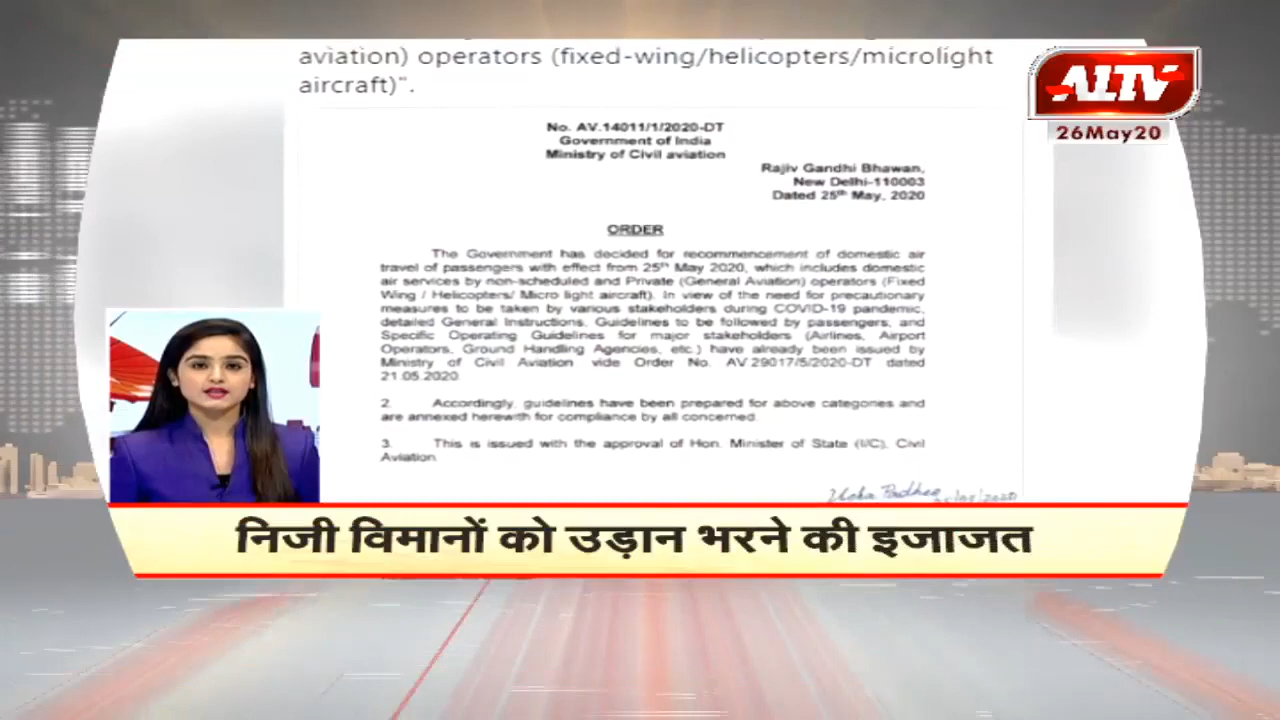 aviation) operators (fixed-wing/helicopters/microlight
aircraft)".
ALTV
26May20
No. AV.14011/1/2020-DT
Government of India
Ministry of Civil aviation
Rajiv Gandhi Bhawan,
New Delhi-110003
Dated 25th May, 2020
ORDER
The Government has decided for recommencement of domestic air
travel of passengers with effect from 25th May 2020, which includes domestic
air services by non-scheduled and Private (General Aviation) operators (Fixed
Wing / Helicopters/ Micro light aircraft). In view of the need for precautionary
measures to be taken by various stakeholders during COVID-19 pandemic,
detailed General Instructions, Guidelines to be followed by passengers, and
Specific Operating Guidelines for major stakeholders (Airlines, Airport
Operators, Ground Handling Agencies, etc.) have already been issued by
Ministry of Civil Aviation vide Order No. AV.29017/5/2020-DT dated
21.05.2020
2. Accordingly, guidelines have been prepared for above categories and
are annexed herewith for compliance by all concerned.
3. This is issued with the approval of Hon. Minister of State (I/C), Civil
Aviation.
Usha Padhee
निजी विमानों को उड़ान भरने की इजाजत